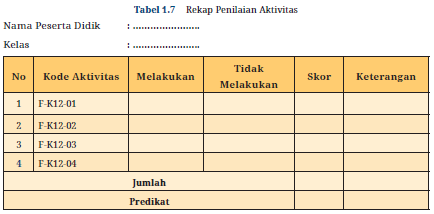 Tabel 1.7 Rekap Penilaian Aktivitas
Nama Peserta Didik : .......................
Kelas : .......................
No Kode Aktivitas Melakukan Tidak Melakukan Skor Keterangan
1 F-K12-01
2 F-K12-02
3 F-K12-03
4 F-K12-04
Jumlah
Predikat